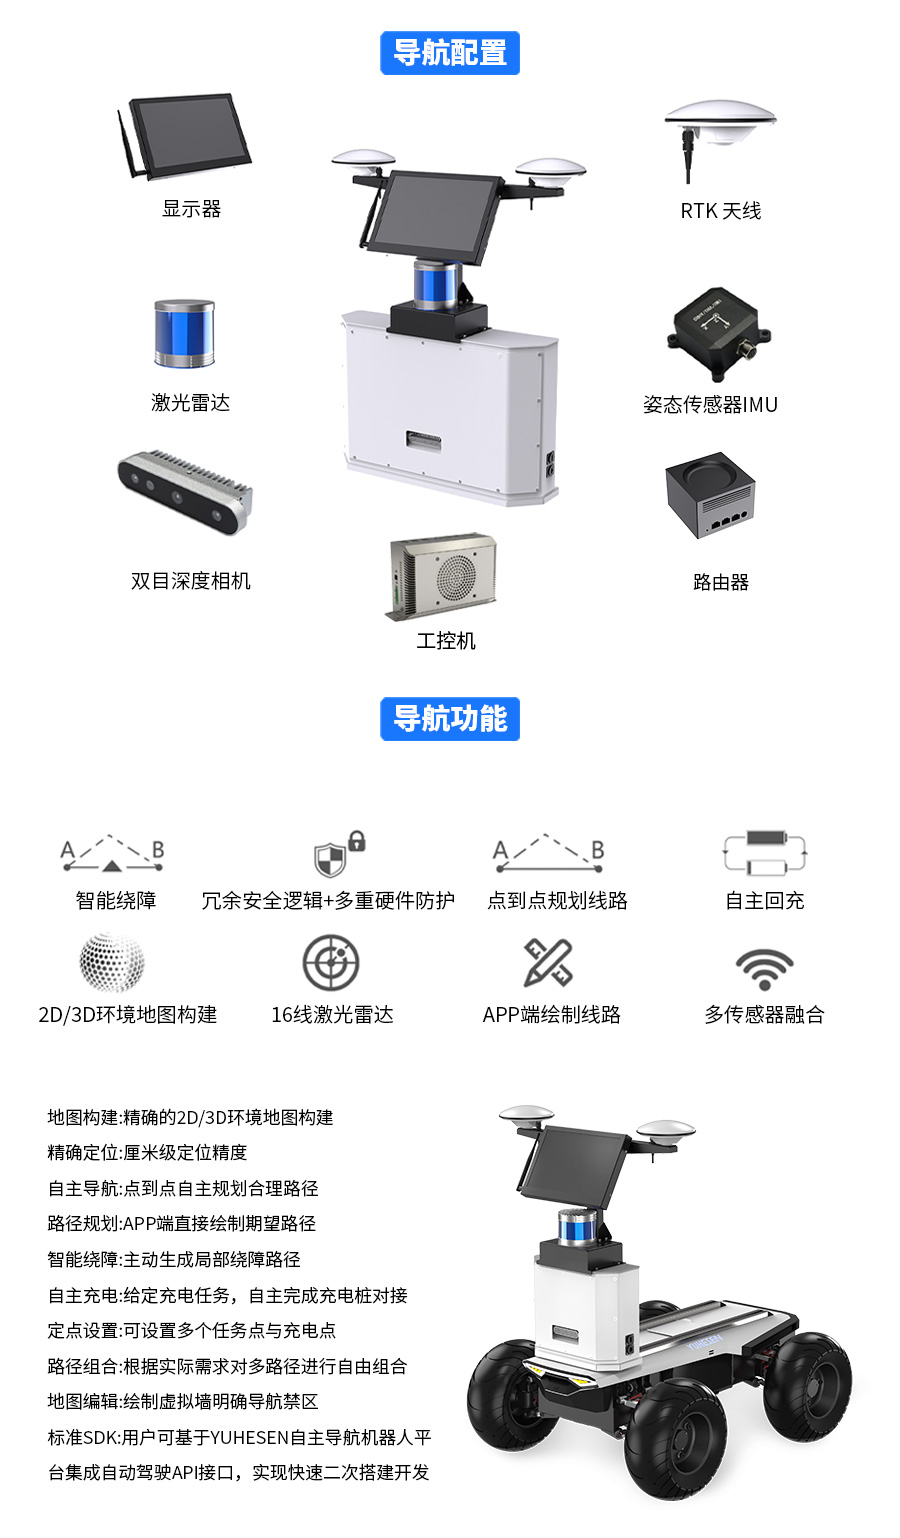 导航配置
显示器
RTK 天线
激光雷达
姿态传感器IMU
双目深度相机
路由器
工控机
导航功能
A B
A B
智能绕障
冗余安全逻辑+多重硬件防护
点到点规划线路
自主回充
2D/3D环境地图构建
16线激光雷达
APP端绘制线路
多传感器融合
地图构建:精确的2D/3D环境地图构建
精确定位:厘米级定位精度
自主导航:点到点自主规划合理路径
路径规划:APP端直接绘制期望路径
智能绕障:主动生成局部绕障路径
自主充电:给定充电任务，自主完成充电桩对接
定点设置:可设置多个任务点与充电点
路径组合:根据实际需求对多路径进行自由组合
地图编辑:绘制虚拟墙明确导航禁区
标准SDK:用户可基于YUHESEN自主导航机器人平
台集成自动驾驶API接口，实现快速二次搭建开发
YUHESEN